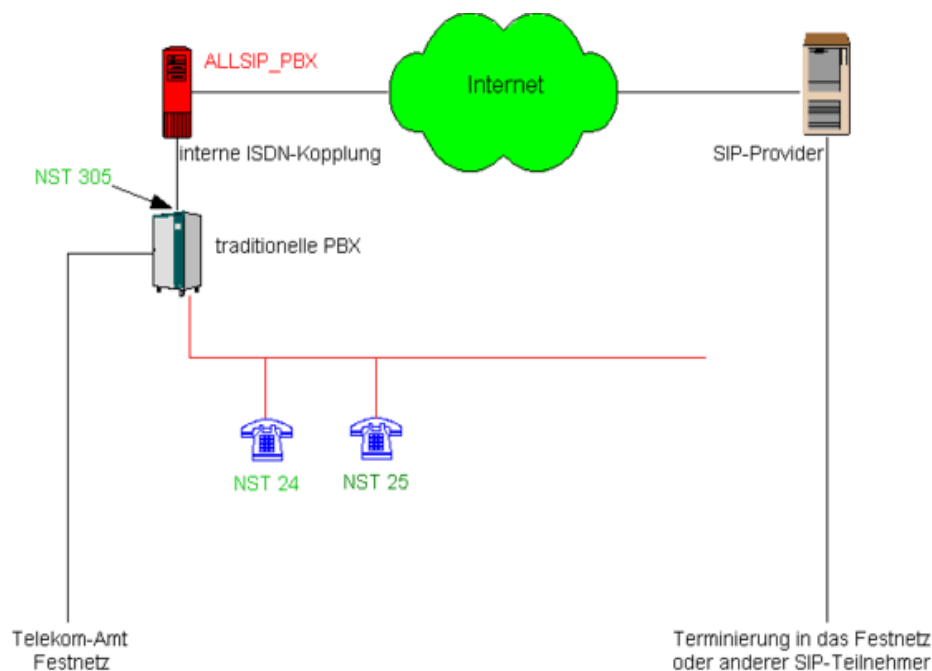 ALLSIP_PBX
Internet
interne ISDN-Kopplung
SIP-Provider
NST 305
traditionelle PBX
NST 24
NST 25
Telekom-Amt
Festnetz
Terminierung in das Festnetz
oder anderer SIP-Teilnehmer